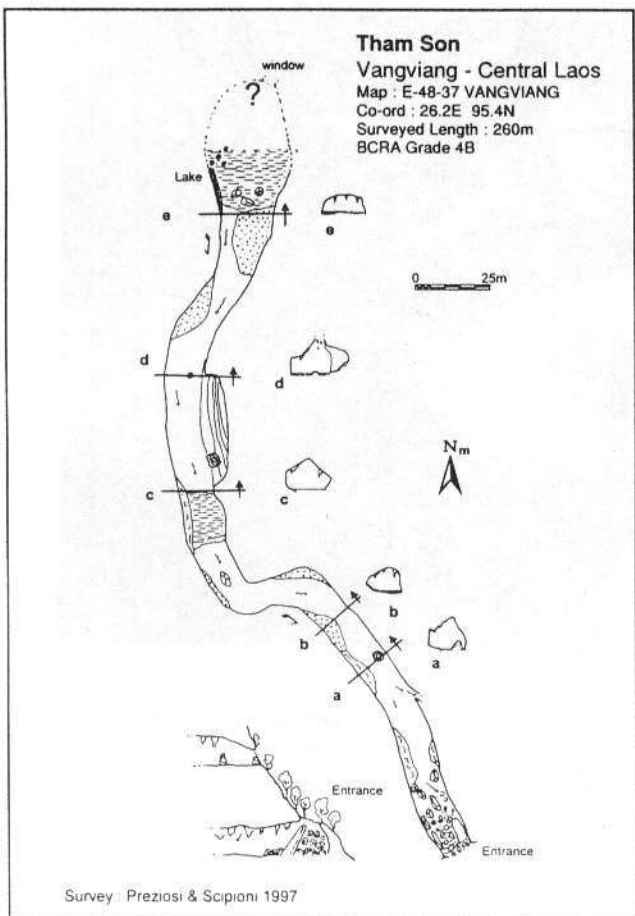 Tham Son
Vangviang - Central Laos
Map : E-48-37 VANGVIANG
Co-ord : 26.2E 95.4N
Surveyed Length : 260m
BCRA Grade 4B
window
?
Lake
e
e
0 25m
d
d
Nm
c
c
b
b
a
a
Entrance
Entrance
Survey : Preziosi & Scipioni 1997